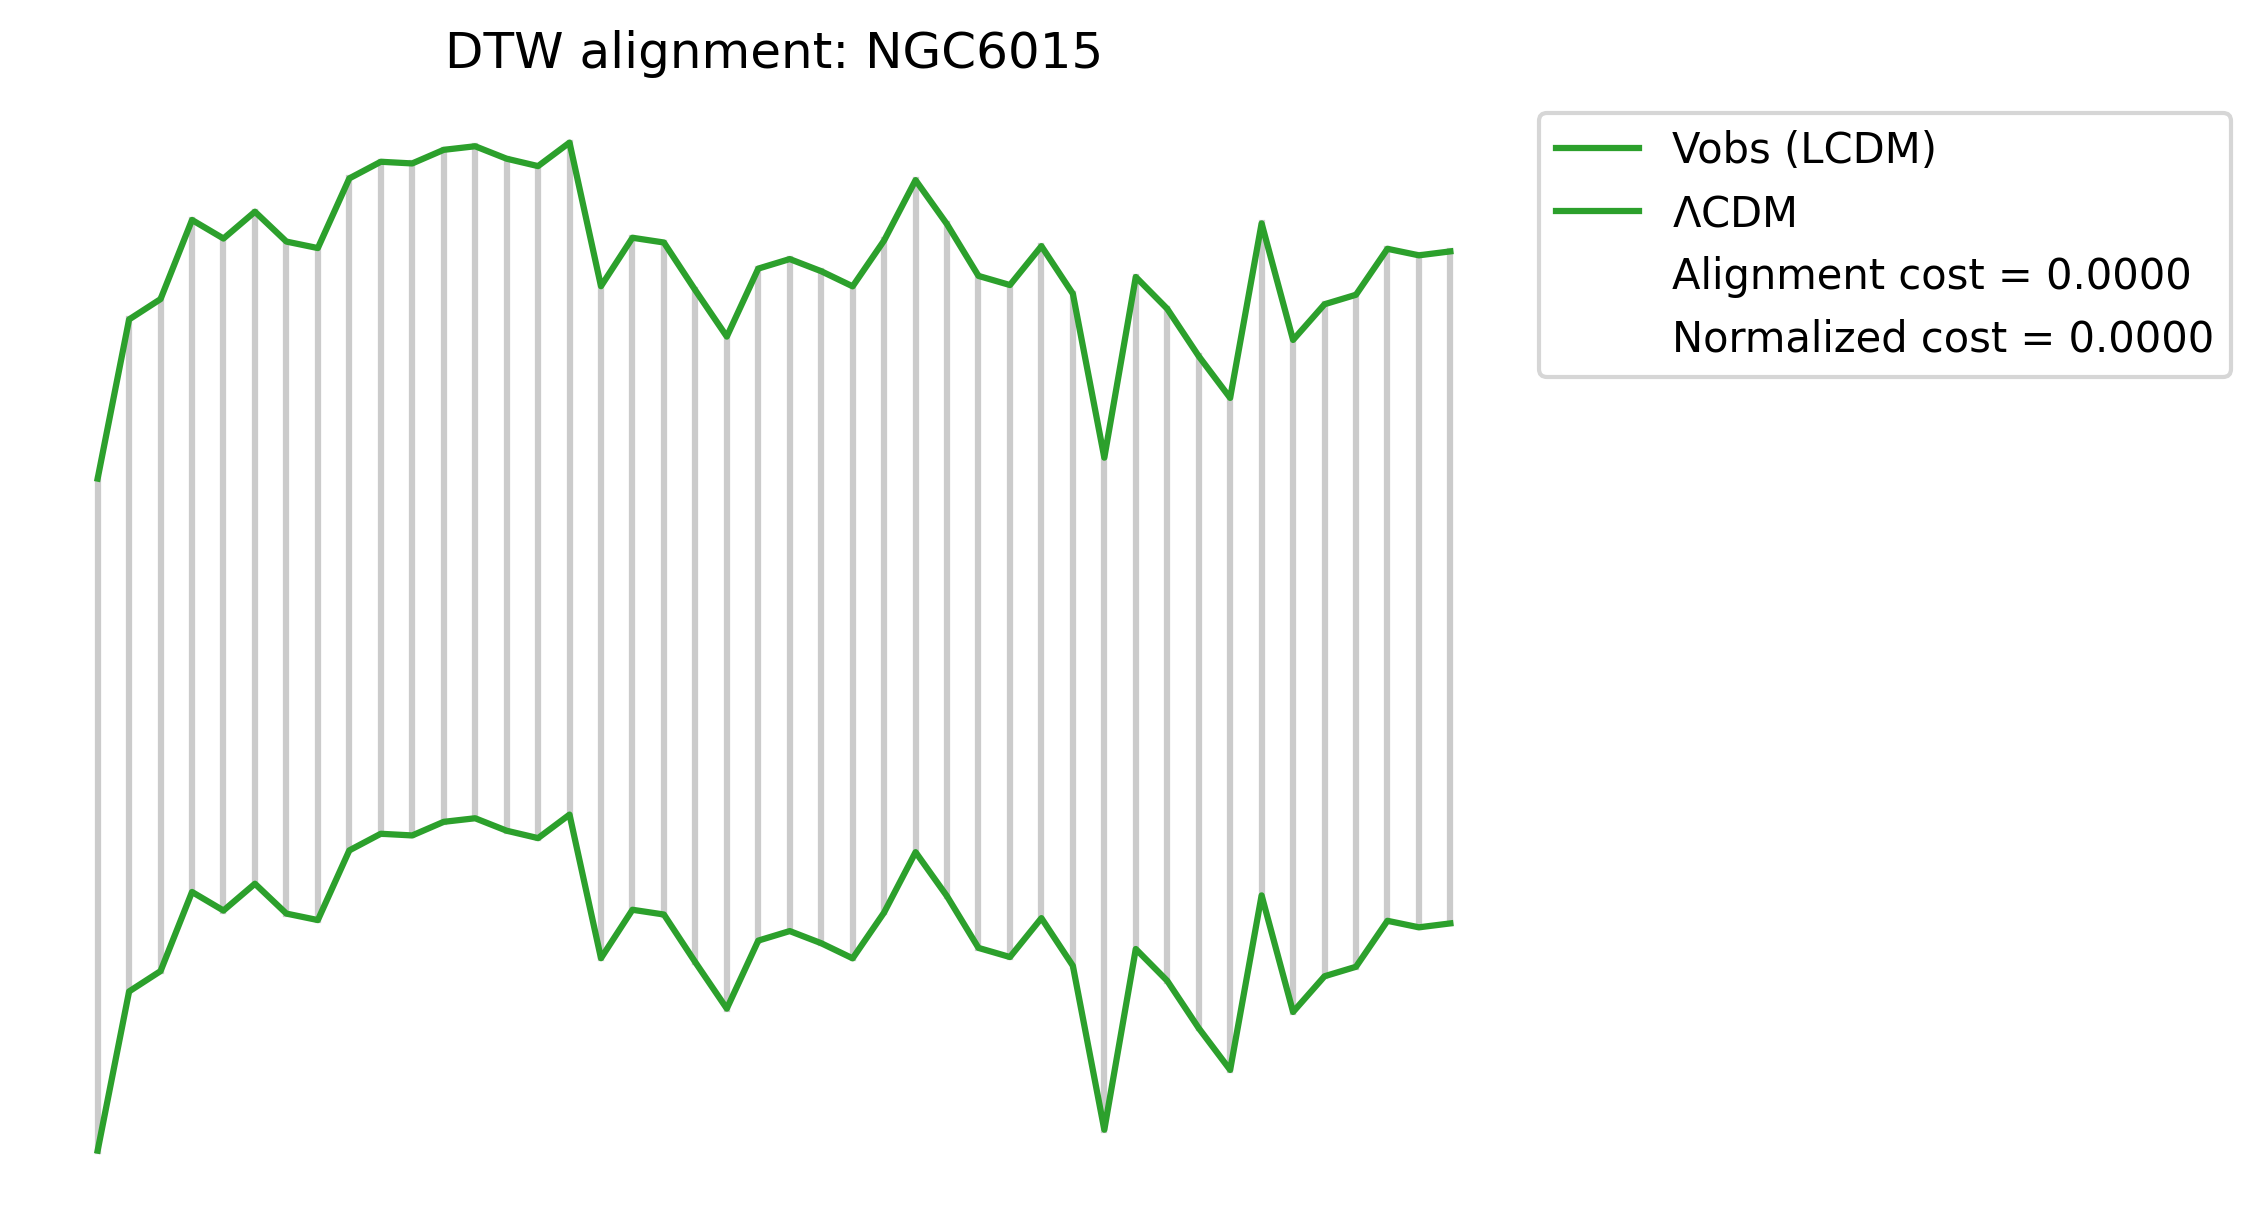 DTW alignment: NGC6015
Vobs (LCDM)
ΛCDM
Alignment cost = 0.0000
Normalized cost = 0.0000